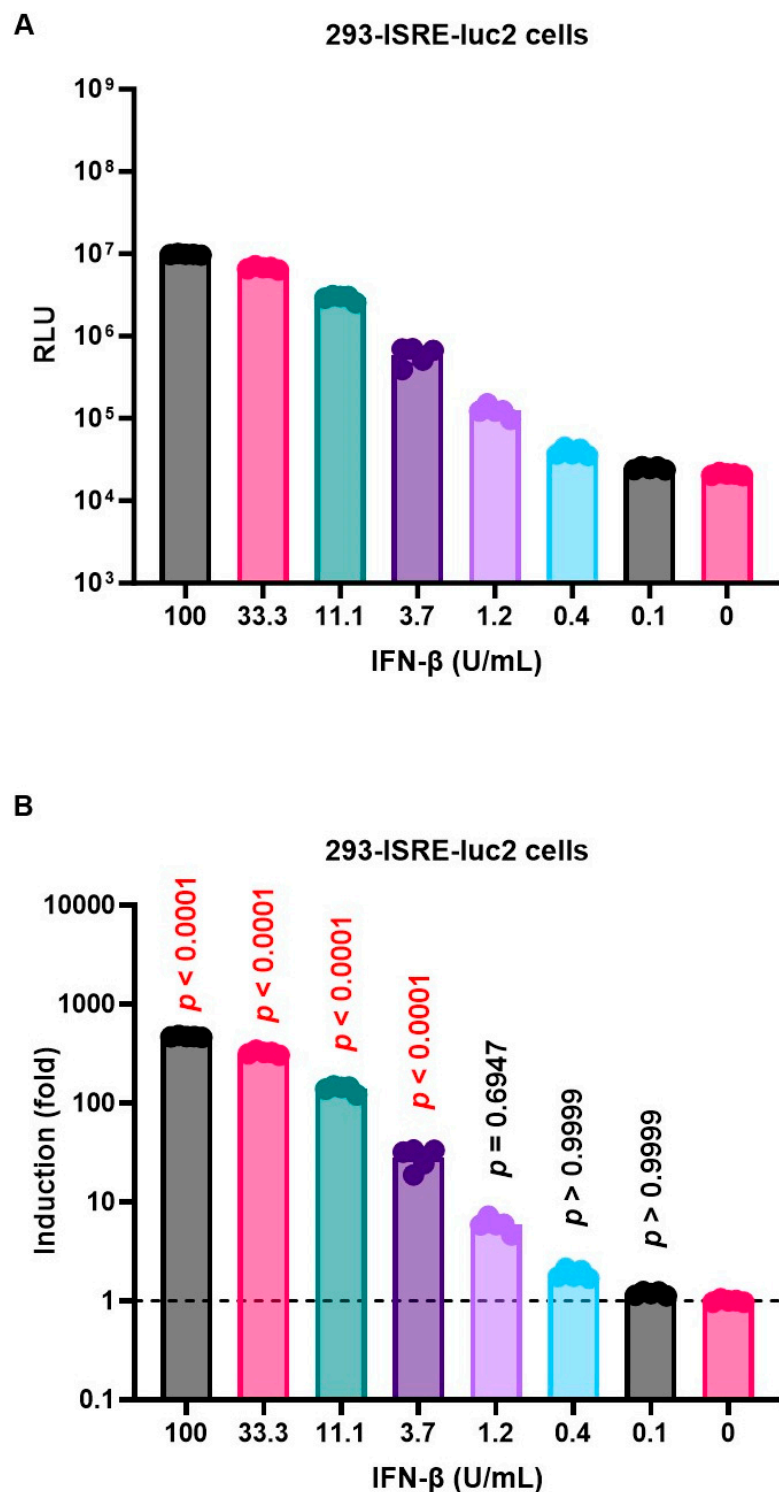 A
293-ISRE-luc2 cells
10⁹
10⁸
10⁷
10⁶
10⁵
10⁴
10³
RLU
100 33.3 11.1 3.7 1.2 0.4 0.1 0
IFN-β (U/mL)
B
293-ISRE-luc2 cells
10000
1000
100
10
1
0.1
Induction (fold)
p < 0.0001
p < 0.0001
p < 0.0001
p < 0.0001
p = 0.6947
p > 0.9999
p > 0.9999
100 33.3 11.1 3.7 1.2 0.4 0.1 0
IFN-β (U/mL)